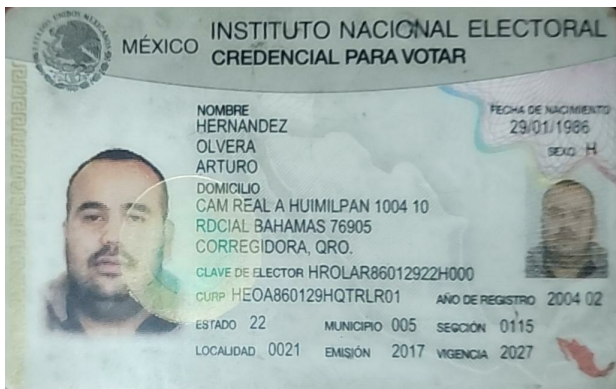 MÉXICO
INSTITUTO NACIONAL ELECTORAL
CREDENCIAL PARA VOTAR
NOMBRE
HERNANDEZ
OLVERA
ARTURO
FECHA DE NACIMIENTO
29/01/1986
SEXO H
DOMICILIO
CAM REAL A HUIMILPAN 1004 10
RDCIAL BAHAMAS 76905
CORREGIDORA, QRO.
CLAVE DE ELECTOR HROLAR86012922H000
CURP HEOA860129HQTRLR01 AÑO DE REGISTRO 2004 02
ESTADO 22 MUNICIPIO 005 SECCIÓN 0115
LOCALIDAD 0021 EMISIÓN 2017 VIGENCIA 2027